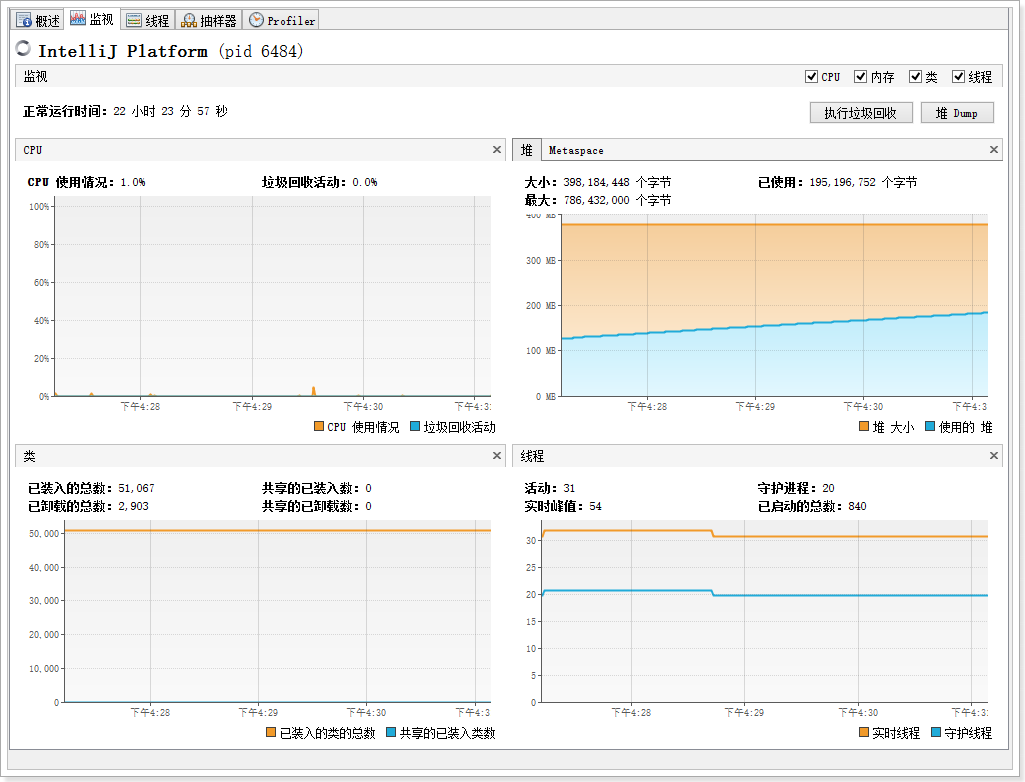 概述 监视 线程 抽样器 Profiler
IntelliJ Platform (pid 6484)
监视 CPU 内存 类 线程
正常运行时间: 22 小时 23 分 57 秒 执行垃圾回收 堆 Dump
CPU
CPU 使用情况: 1.0% 垃圾回收活动: 0.0%
100%
80%
60%
40%
20%
0%
下午4:28 下午4:29 下午4:30 下午4:3
CPU 使用情况 垃圾回收活动
堆 Metaspace
大小: 398,184,448 个字节 已使用: 195,196,752 个字节
最大: 786,432,000 个字节
400 MB
300 MB
200 MB
100 MB
0 MB
下午4:28 下午4:29 下午4:30 下午4:3
堆 大小 使用的 堆
类
已装入的总数: 51,067 共享的已装入数: 0
已卸载的总数: 2,903 共享的已卸载数: 0
50,000
40,000
30,000
20,000
10,000
0
下午4:28 下午4:29 下午4:30 下午4:3
已装入的类的总数 共享的已装入类数
线程
活动: 31 守护进程: 20
实时峰值: 54 已启动的总数: 840
30
25
20
15
10
5
0
下午4:28 下午4:29 下午4:30 下午4:3
实时线程 守护线程